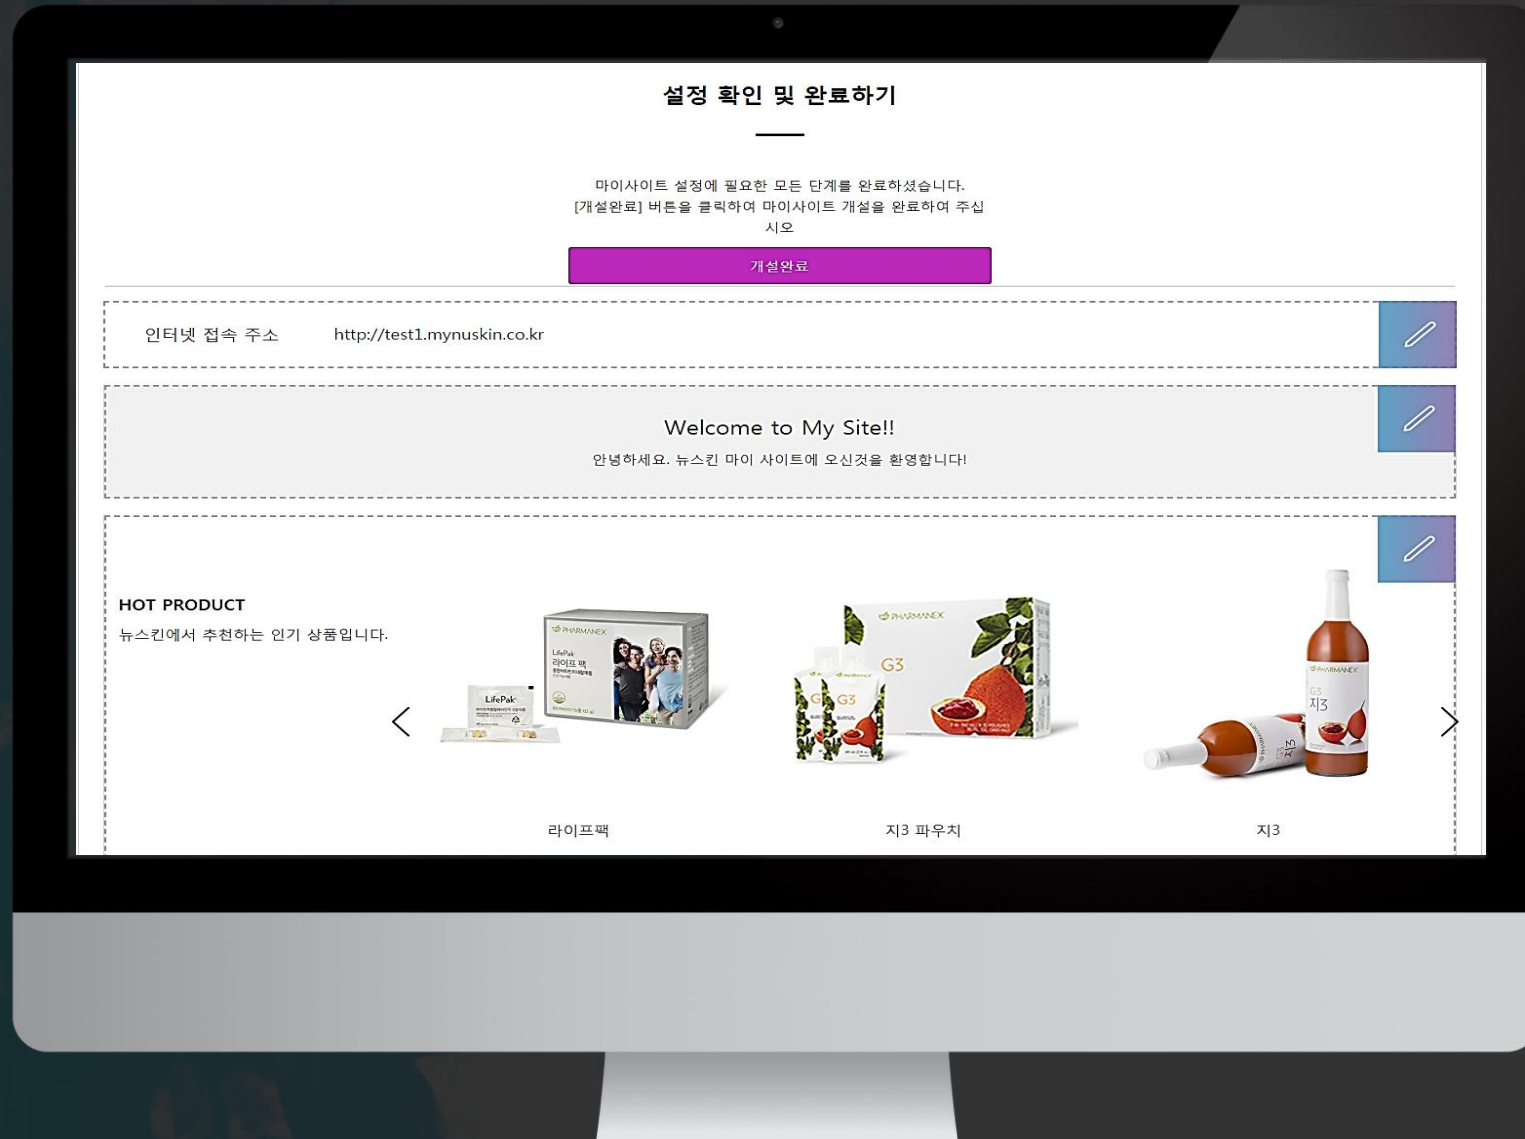 설정 확인 및 완료하기
마이사이트 설정에 필요한 모든 단계를 완료하셨습니다.
[개설완료] 버튼을 클릭하여 마이사이트 개설을 완료하여 주십
시오
개설완료
인터넷 접속 주소 http://test1.mynuskin.co.kr
Welcome to My Site!!
안녕하세요. 뉴스킨 마이 사이트에 오신것을 환영합니다!
HOT PRODUCT
뉴스킨에서 추천하는 인기 상품입니다.
PHARMANEX
LifePak
라이프 팩
LifePak
PHARMANEX
G3
G3
PHARMANEX
G3
지3
지3
라이프팩 지3 파우치 지3